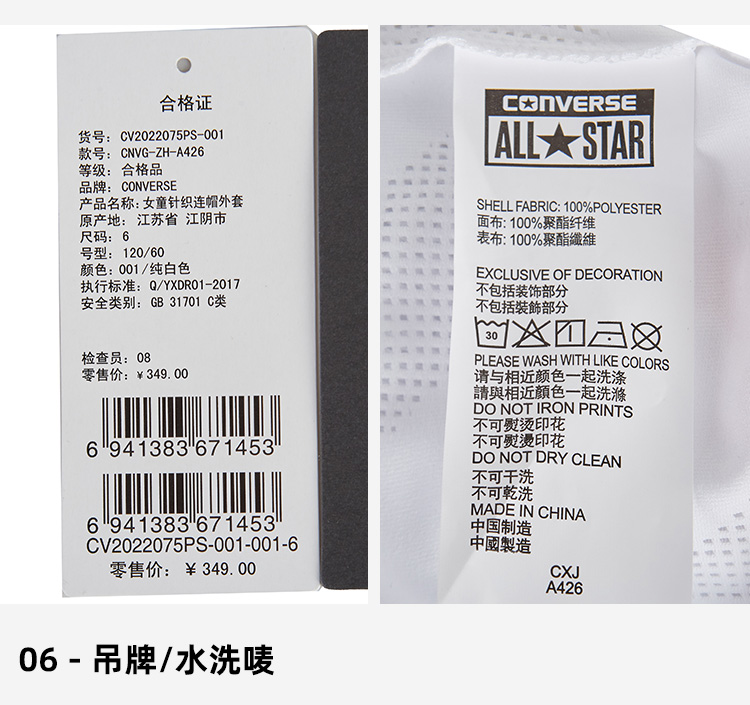 合格证
货号: CV2022075PS-001
款号: CNVG-ZH-A426
等级: 合格品
品牌: CONVERSE
产品名称: 女童针织连帽外套
原产地: 江苏省 江阴市
尺码: 6
号型: 120/60
颜色: 001/纯白色
执行标准: Q/YXDR01-2017
安全类别: GB 31701 C类
检查员: 08
零售价: ¥349.00
6 941383 671453
6 941383 671453
CV2022075PS-001-001-6
零售价: ¥349.00
CONVERSE
ALL★STAR
SHELL FABRIC: 100%POLYESTER
面布: 100%聚酯纤维
表布: 100%聚酯纖維
EXCLUSIVE OF DECORATION
不包括装饰部分
不包括裝飾部分
30
PLEASE WASH WITH LIKE COLORS
请与相近颜色一起洗涤
請與相近顏色一起洗滌
DO NOT IRON PRINTS
不可熨烫印花
不可熨燙印花
DO NOT DRY CLEAN
不可干洗
不可乾洗
MADE IN CHINA
中国制造
中國製造
CXJ
A426
06 - 吊牌/水洗唛